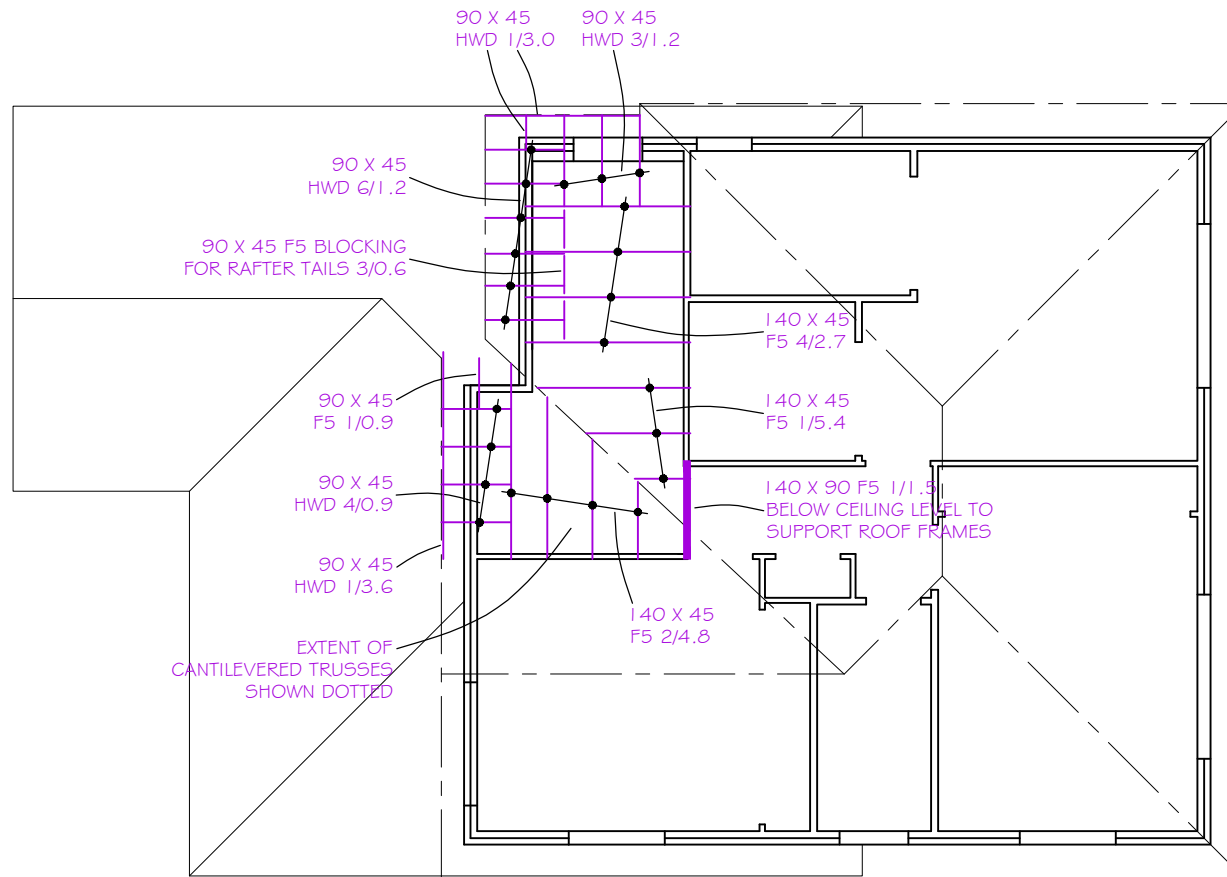 90 X 45
HWD 1/3.0
90 X 45
HWD 3/1.2
90 X 45
HWD 6/1.2
90 X 45 F5 BLOCKING
FOR RAFTER TAILS 3/0.6
140 X 45
F5 4/2.7
90 X 45
F5 1/0.9
140 X 45
F5 1/5.4
90 X 45
HWD 4/0.9
140 X 90 F5 1/1.5
BELOW CEILING LEVEL TO
SUPPORT ROOF FRAMES
90 X 45
HWD 1/3.6
140 X 45
F5 2/4.8
EXTENT OF
CANTILEVERED TRUSSES
SHOWN DOTTED